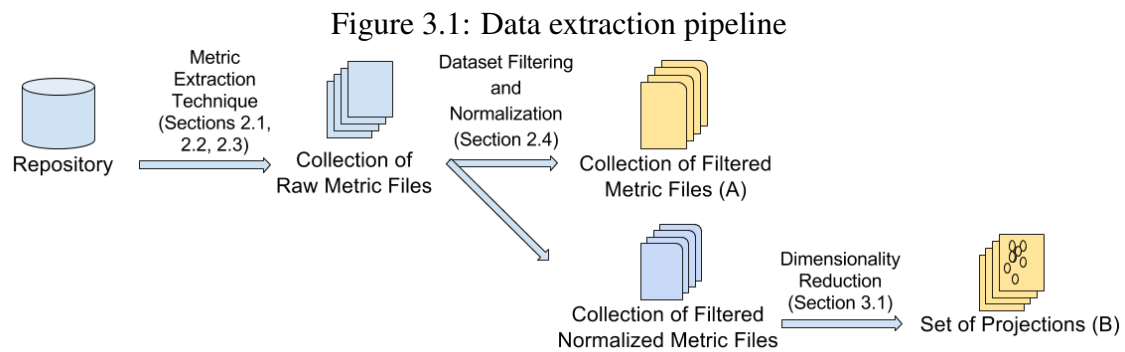 Figure 3.1: Data extraction pipeline
Metric
Extraction
Technique
(Sections 2.1,
2.2, 2.3)
Dataset Filtering
and
Normalization
(Section 2.4)
Repository
Collection of
Raw Metric Files
Collection of Filtered
Metric Files (A)
Dimensionality
Reduction
(Section 3.1)
Collection of Filtered
Normalized Metric Files
Set of Projections (B)